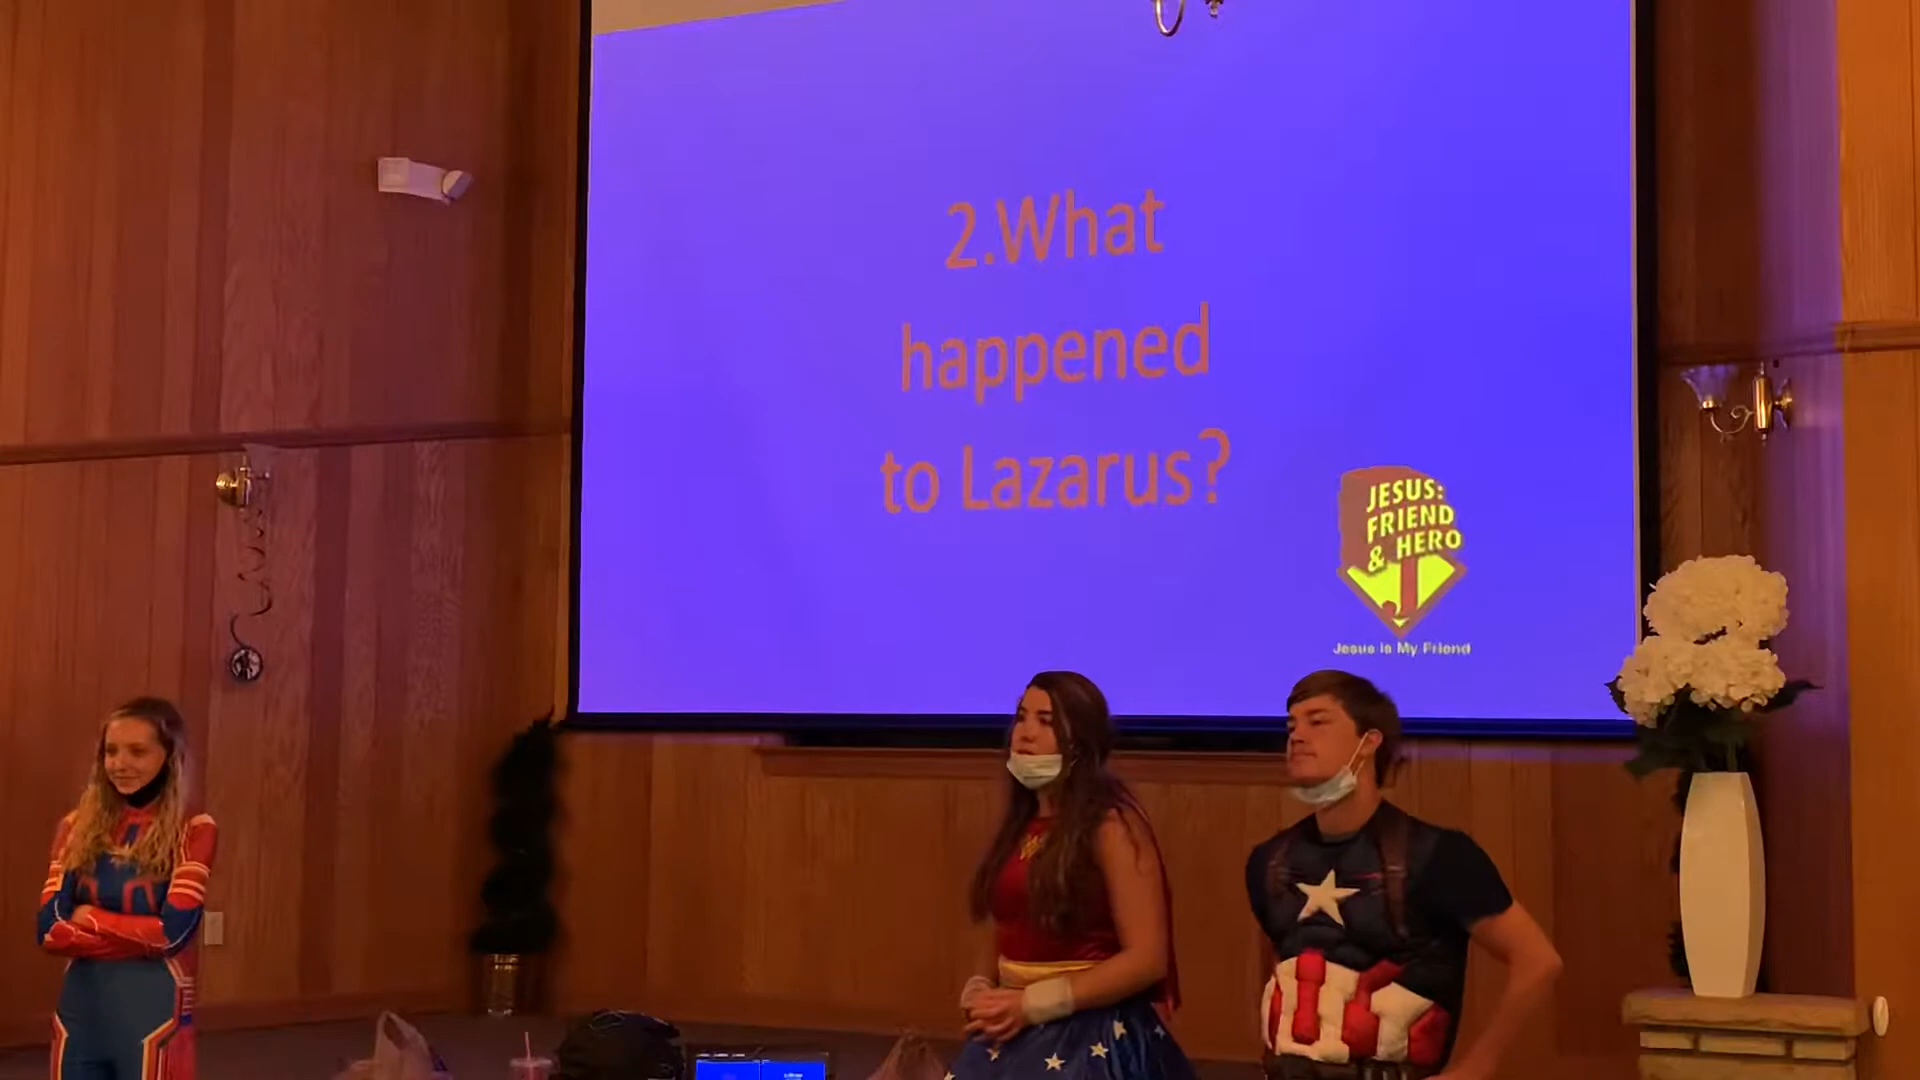 2.What
happened
to Lazarus?
JESUS:
FRIEND
& HERO
J
Jesus Is My Friend